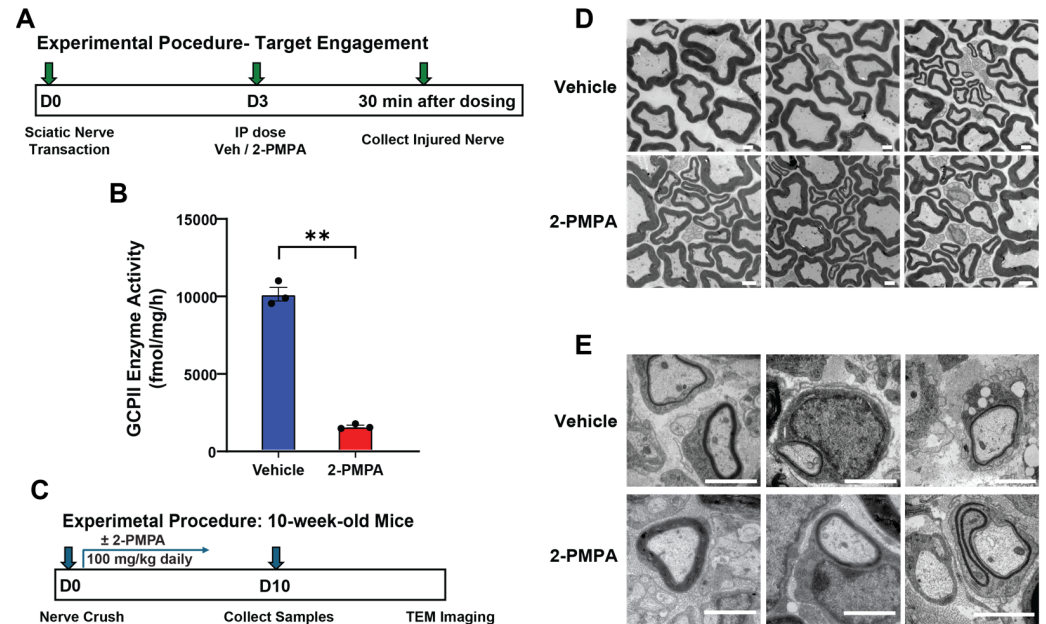 A
Experimental Pocedure- Target Engagement
D0
D3
30 min after dosing
Sciatic Nerve
Transaction
IP dose
Veh / 2-PMPA
Collect Injured Nerve
B
GCPII Enzyme Activity
(fmol/mg/h)
15000
10000
5000
0
**
Vehicle
2-PMPA
C
Experimetal Procedure: 10-week-old Mice
± 2-PMPA
100 mg/kg daily
D0
D10
Nerve Crush
Collect Samples
TEM Imaging
D
Vehicle
2-PMPA
E
Vehicle
2-PMPA